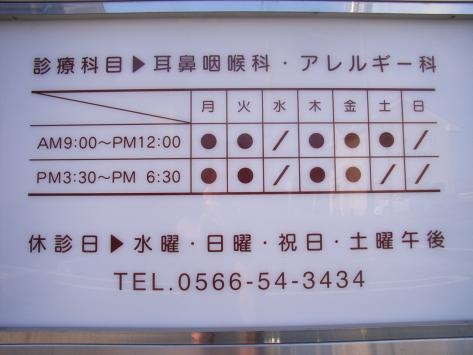 診療科目▶耳鼻咽喉科・アレルギー科
月 火 水 木 金 土 日
AM9:00〜PM12:00 ● ● / ● ● ● /
PM3:30〜PM 6:30 ● ● / ● ● / /
休診日▶水曜・日曜・祝日・土曜午後
TEL.0566-54-3434